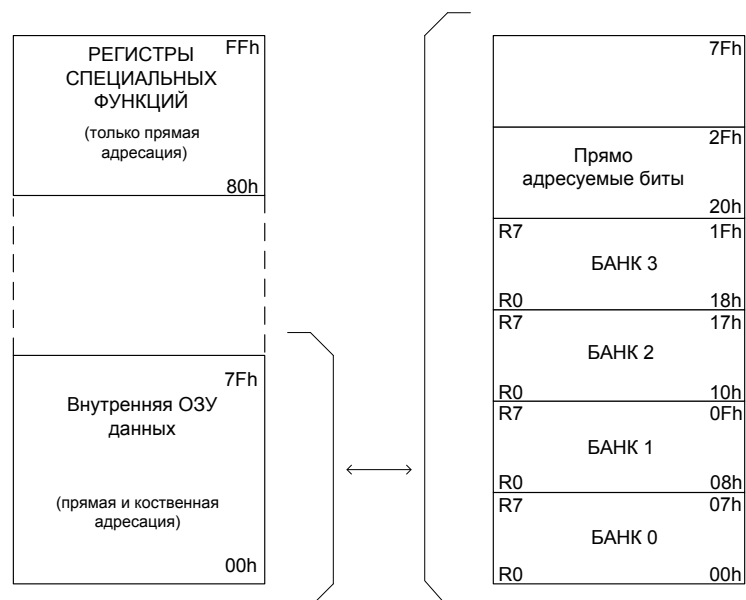 РЕГИСТРЫ FFh
СПЕЦИАЛЬНЫХ
ФУНКЦИЙ
(только прямая
адресация)
80h
7Fh
Внутренняя ОЗУ
данных
(прямая и коственная
адресация)
00h
7Fh
2Fh
Прямо
адресуемые биты
20h
R7 1Fh
БАНК 3
R0 18h
R7 17h
БАНК 2
R0 10h
R7 0Fh
БАНК 1
R0 08h
R7 07h
БАНК 0
R0 00h